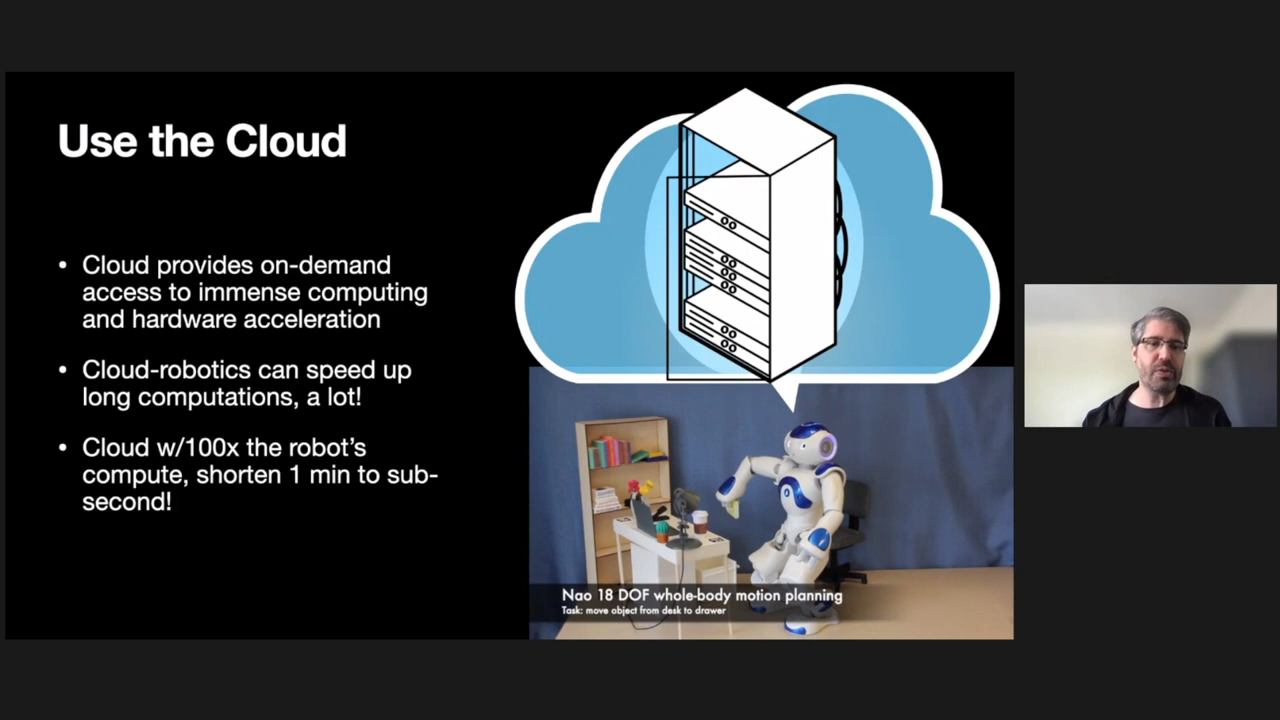 Use the Cloud
• Cloud provides on-demand
access to immense computing
and hardware acceleration
• Cloud-robotics can speed up
long computations, a lot!
• Cloud w/100x the robot's
compute, shorten 1 min to sub-
second!
Nao 18 DOF whole-body motion planning
Task: move object from desk to drawer